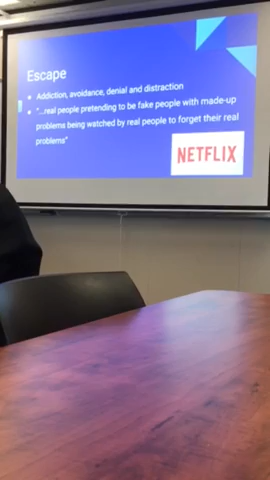 Escape
Addiction, avoidance, denial and distraction
"...real people pretending to be fake people with made-up
problems being watched by real people to forget their real
problems"
NETFLIX